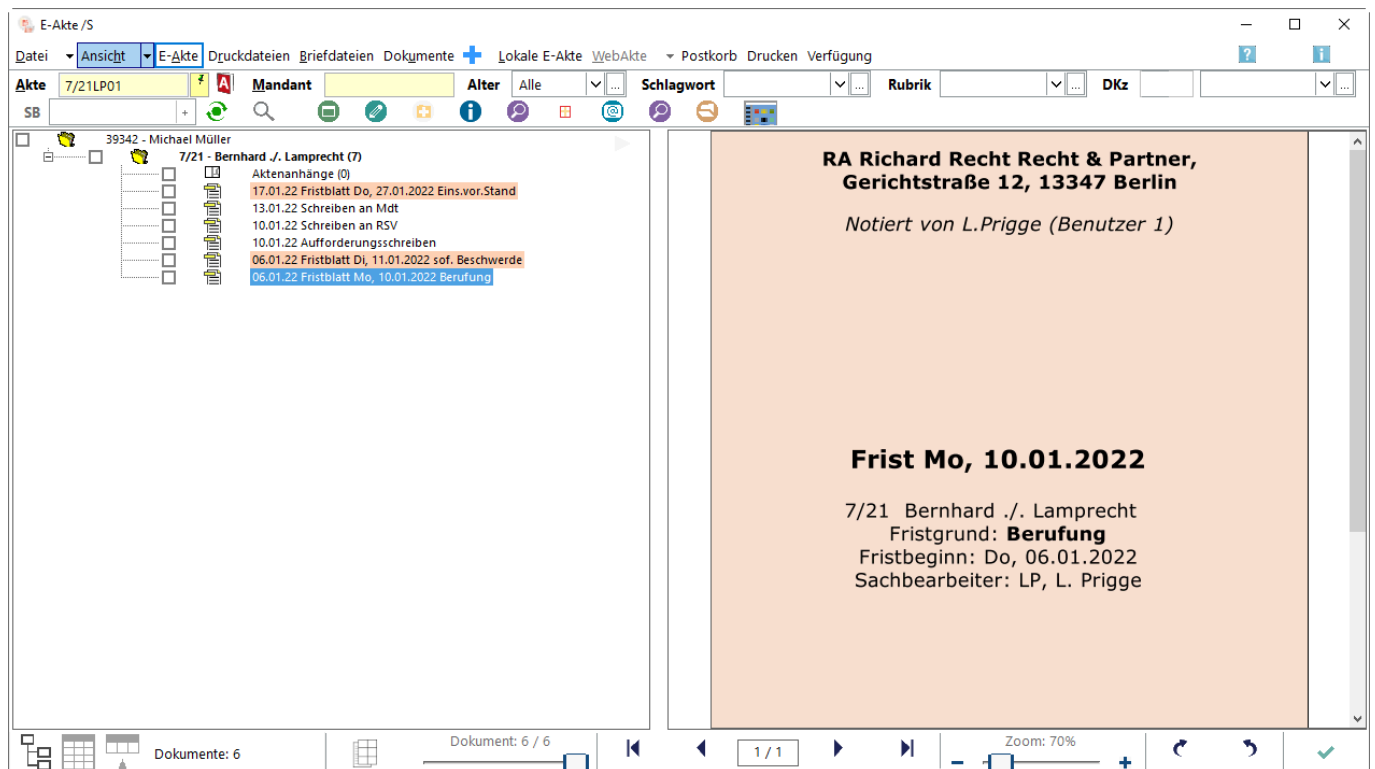 E-Akte /S
Datei Ansicht E-Akte Druckdateien Briefdateien Dokumente Lokale E-Akte WebAkte Postkorb Drucken Verfügung ? i
Akte 7/21LP01 Mandant Alter Alle ... Schlagwort ... Rubrik ... DKz ...
SB +
39342 - Michael Müller
7/21 - Bernhard ./. Lamprecht (7)
Aktenanhänge (0)
17.01.22 Fristblatt Do, 27.01.2022 Eins.vor.Stand
13.01.22 Schreiben an Mdt
10.01.22 Schreiben an RSV
10.01.22 Aufforderungsschreiben
06.01.22 Fristblatt Di, 11.01.2022 sof. Beschwerde
06.01.22 Fristblatt Mo, 10.01.2022 Berufung
RA Richard Recht Recht & Partner,
Gerichtstraße 12, 13347 Berlin
Notiert von L.Prigge (Benutzer 1)
Frist Mo, 10.01.2022
7/21 Bernhard ./. Lamprecht
Fristgrund: Berufung
Fristbeginn: Do, 06.01.2022
Sachbearbeiter: LP, L. Prigge
Dokumente: 6
Dokument: 6 / 6
1 / 1
Zoom: 70%